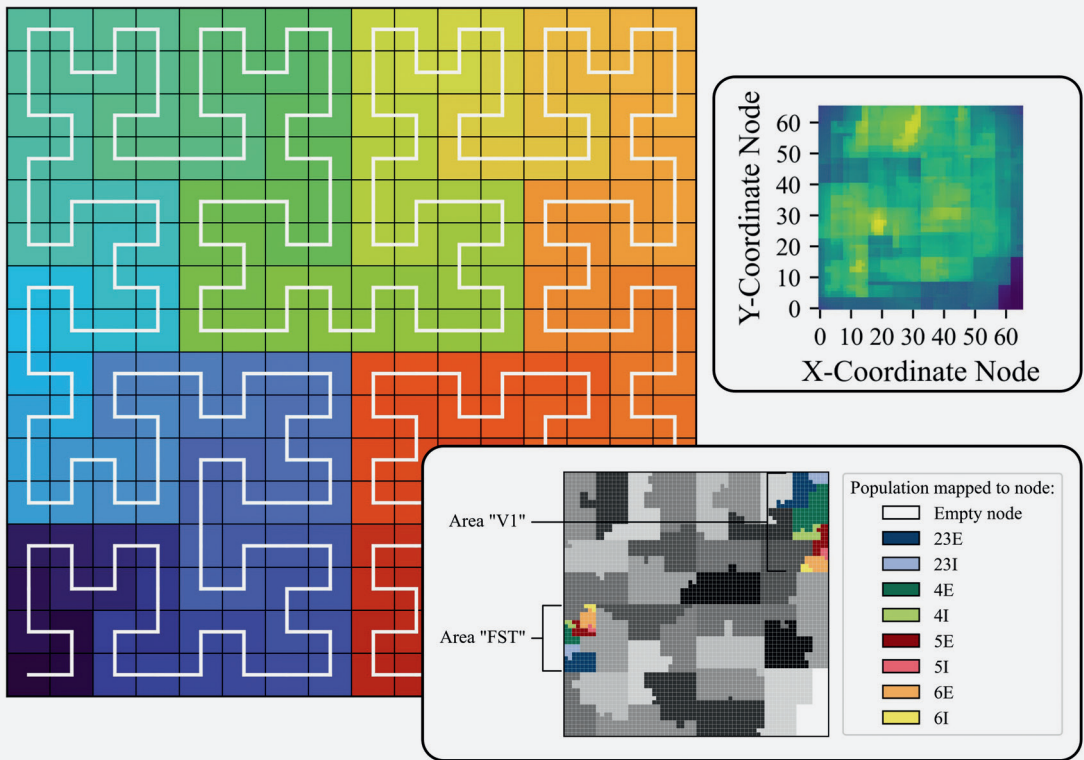 60
50
40
30
20
10
0
Y-Coordinate Node
0 10 20 30 40 50 60
X-Coordinate Node
Area "V1"
Area "FST"
Population mapped to node:
Empty node
23E
23I
4E
4I
5E
5I
6E
6I